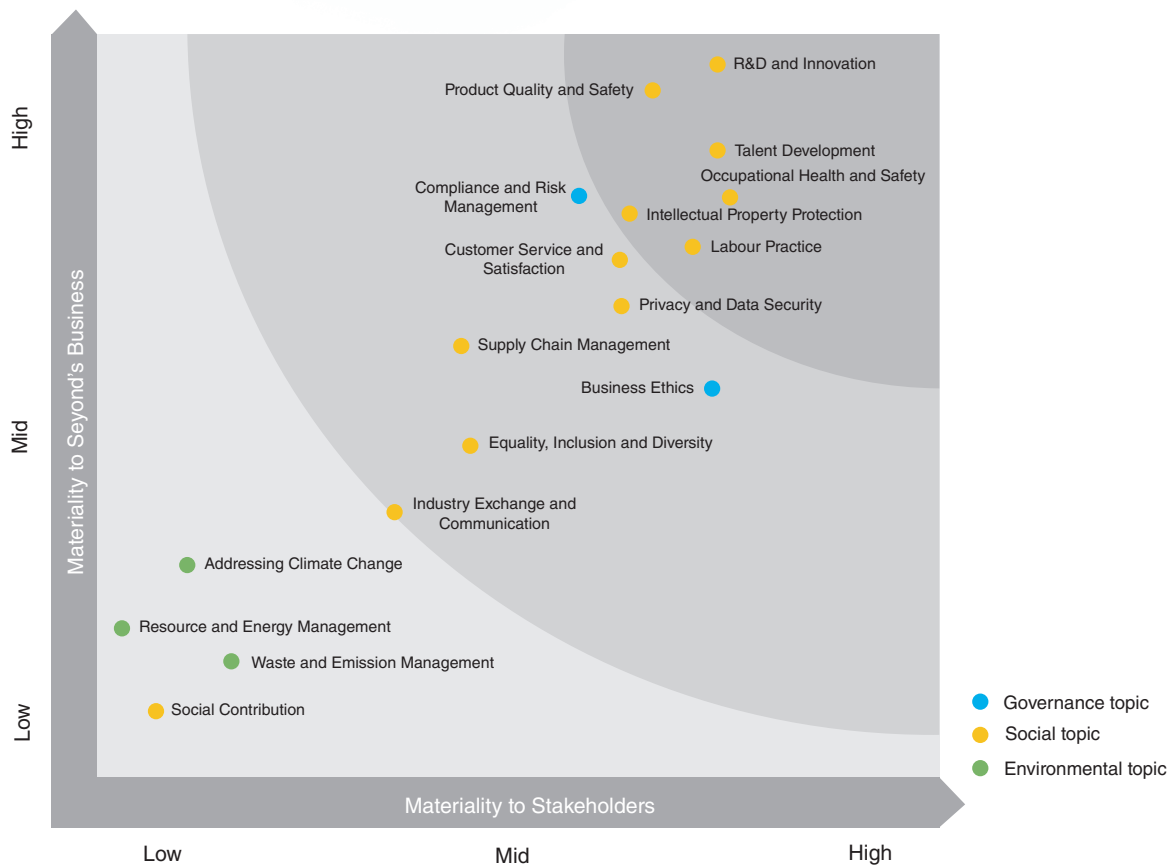 High
Mid
Low
Materiality to Seyond's Business
R&D and Innovation
Product Quality and Safety
Talent Development
Occupational Health and Safety
Compliance and Risk
Management
Intellectual Property Protection
Labour Practice
Customer Service and
Satisfaction
Privacy and Data Security
Supply Chain Management
Business Ethics
Equality, Inclusion and Diversity
Industry Exchange and
Communication
Addressing Climate Change
Resource and Energy Management
Waste and Emission Management
Social Contribution
Governance topic
Social topic
Environmental topic
Materiality to Stakeholders
Low
Mid
High